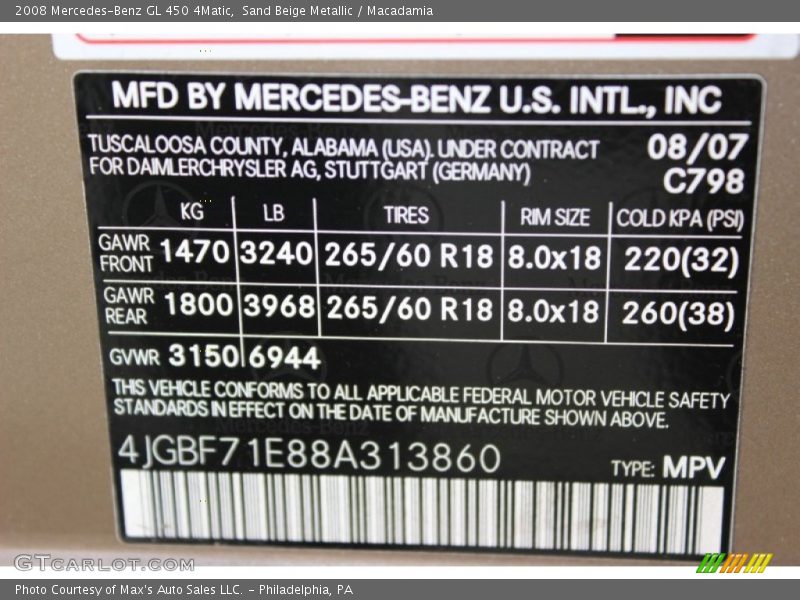 2008 Mercedes-Benz GL 450 4Matic, Sand Beige Metallic / Macadamia
MFD BY MERCEDES-BENZ U.S. INTL., INC
TUSCALOOSA COUNTY, ALABAMA (USA). UNDER CONTRACT 08/07
FOR DAIMLERCHRYSLER AG, STUTTGART (GERMANY) C798
KG LB TIRES RIM SIZE COLD KPA (PSI)
GAWR FRONT 1470 3240 265/60 R18 8.0x18 220(32)
GAWR REAR 1800 3968 265/60 R18 8.0x18 260(38)
GVWR 3150 6944
THIS VEHICLE CONFORMS TO ALL APPLICABLE FEDERAL MOTOR VEHICLE SAFETY
STANDARDS IN EFFECT ON THE DATE OF MANUFACTURE SHOWN ABOVE.
4JGBF71E88A313860 TYPE: MPV
GTCARLOT.COM
Photo Courtesy of Max's Auto Sales LLC. - Philadelphia, PA